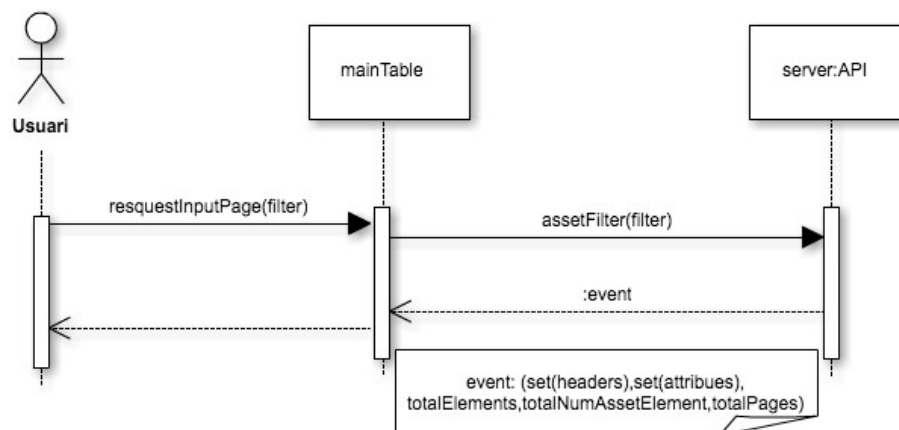 mainTable
server:API
Usuari
resquestInputPage(filter)
assetFilter(filter)
:event
event: (set(headers),set(attribues),
totalElements,totalNumAssetElement,totalPages)